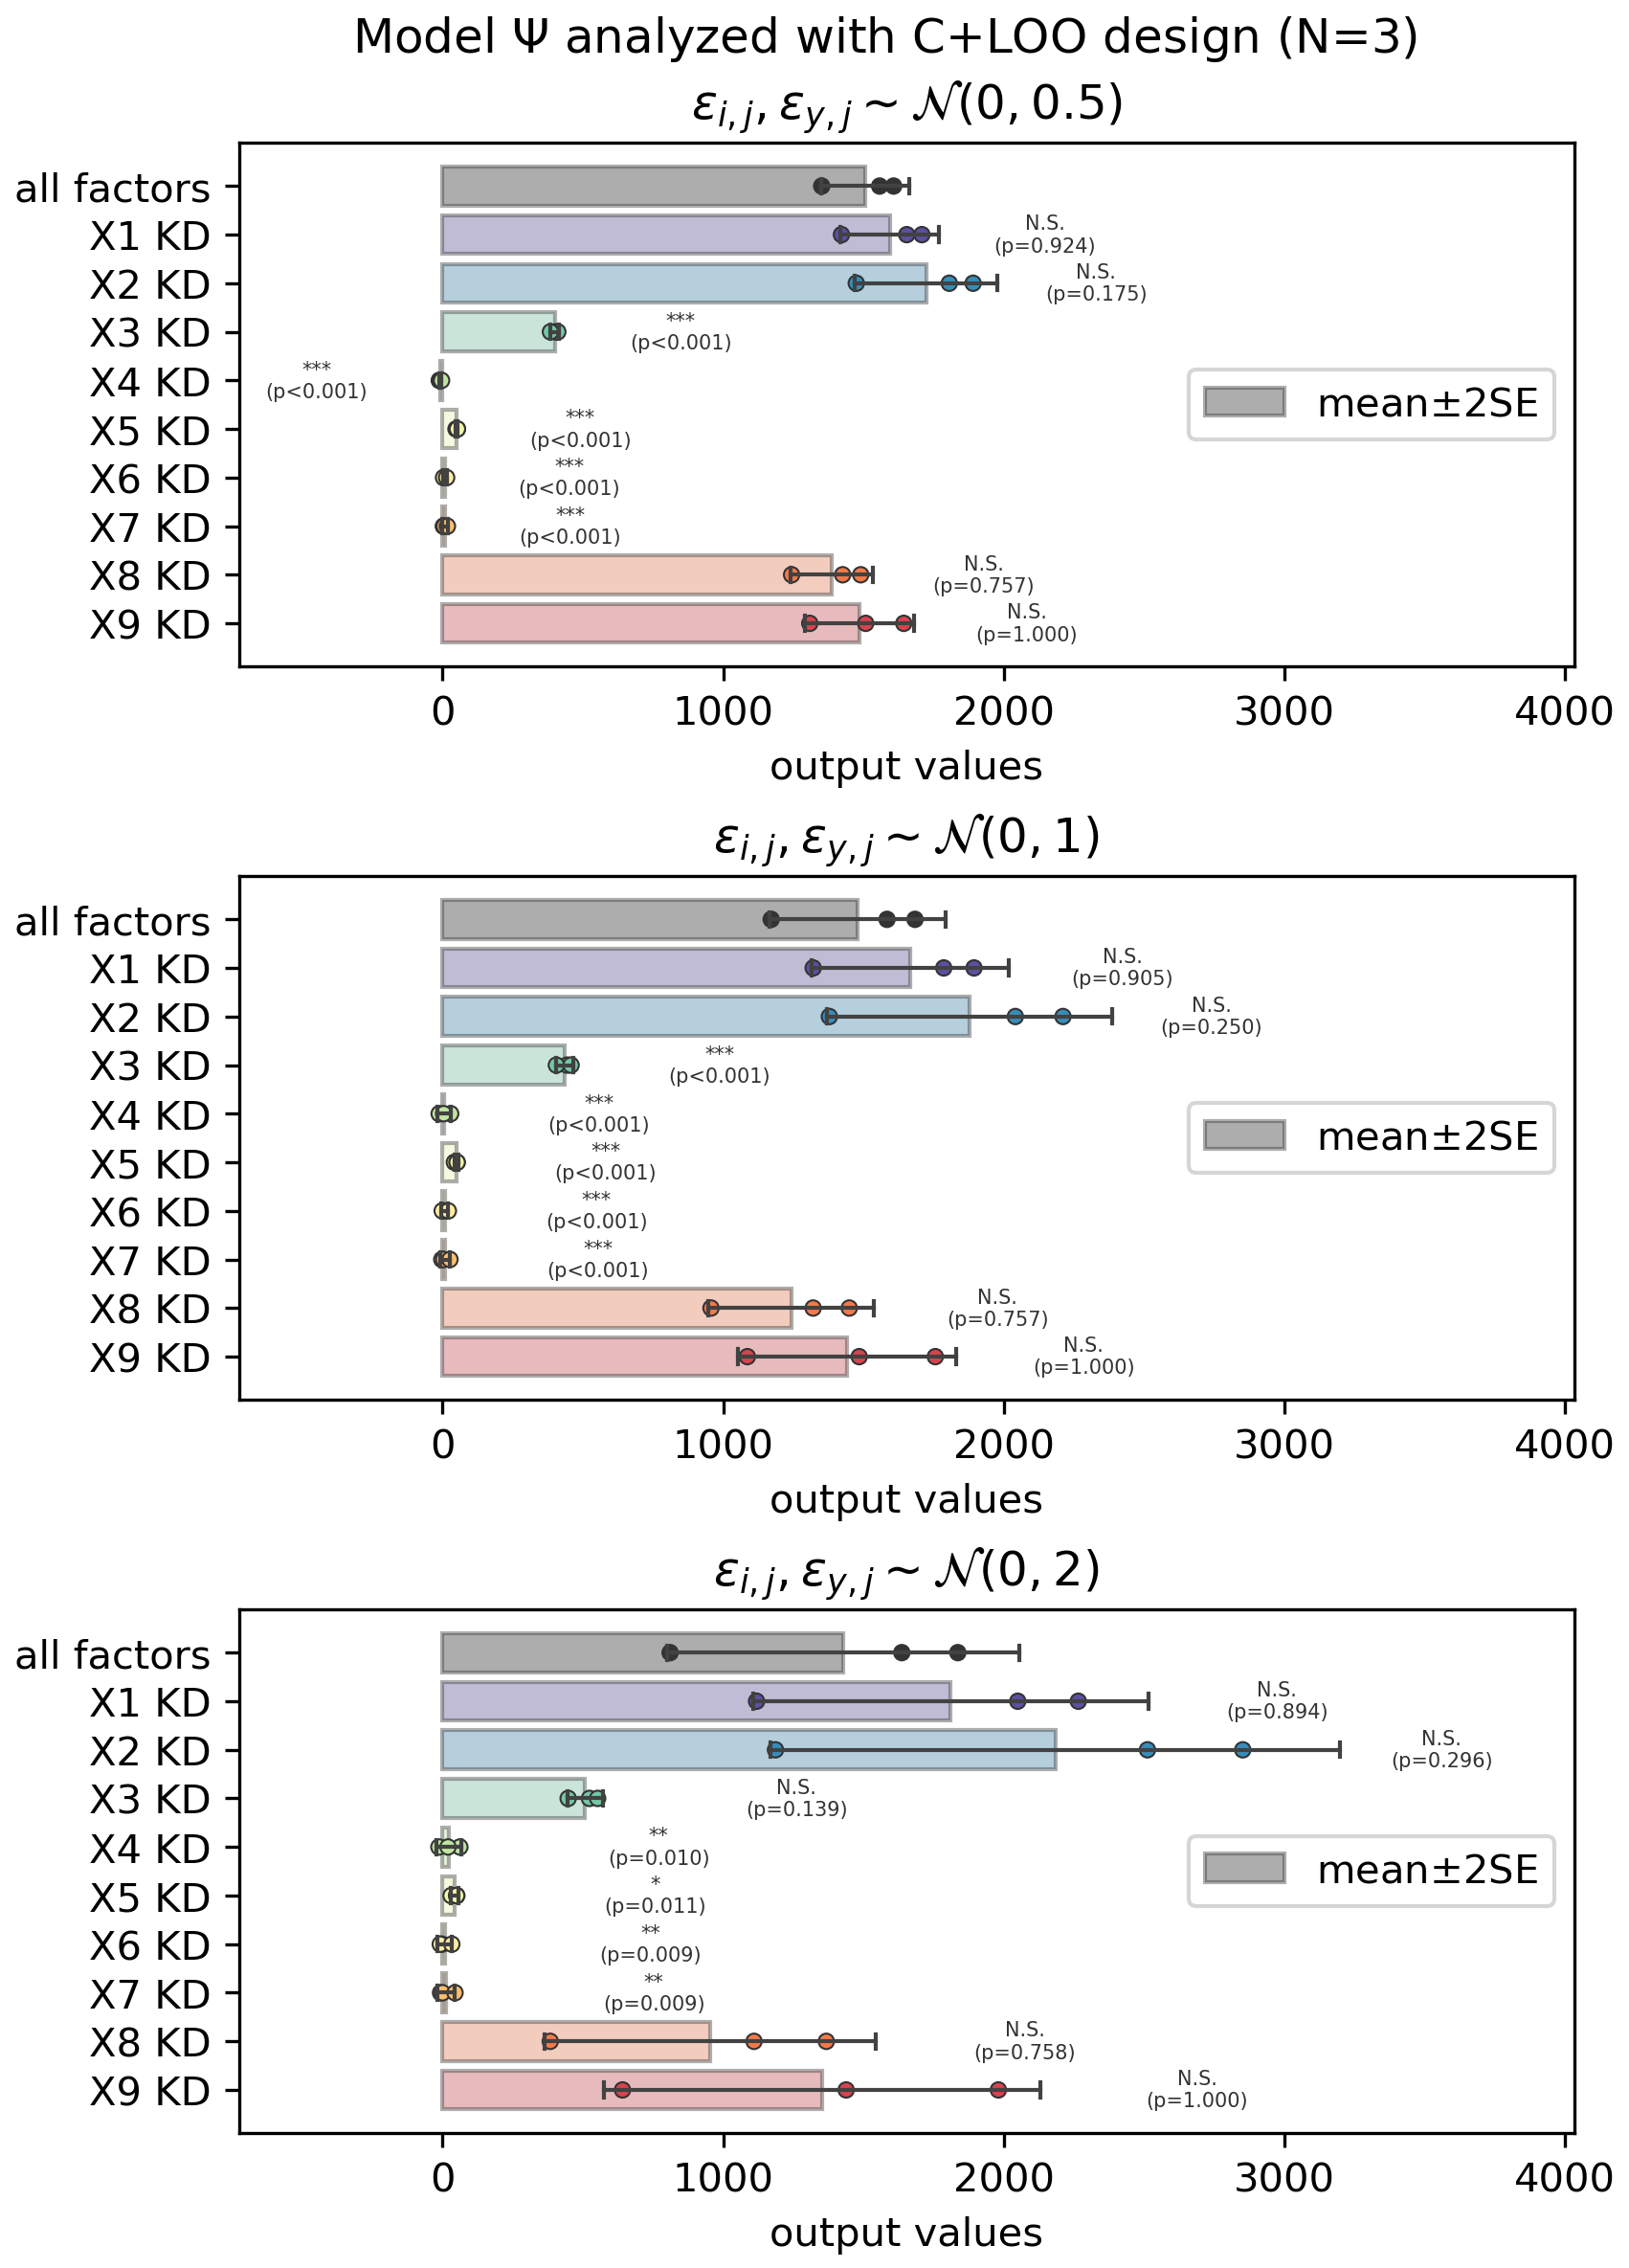 Model Ψ analyzed with C+LOO design (N=3)
ε_{i,j}, ε_{y,j} ~ 𝒩(0, 0.5)
all factors
X1 KD
N.S.
(p=0.924)
X2 KD
N.S.
(p=0.175)
X3 KD
***
(p<0.001)
X4 KD
***
(p<0.001)
mean±2SE
X5 KD
***
(p<0.001)
X6 KD
***
(p<0.001)
X7 KD
***
(p<0.001)
X8 KD
N.S.
(p=0.757)
X9 KD
N.S.
(p=1.000)
0 1000 2000 3000 4000
output values
ε_{i,j}, ε_{y,j} ~ 𝒩(0, 1)
all factors
X1 KD
N.S.
(p=0.905)
X2 KD
N.S.
(p=0.250)
X3 KD
***
(p<0.001)
X4 KD
***
(p<0.001)
mean±2SE
X5 KD
***
(p<0.001)
X6 KD
***
(p<0.001)
X7 KD
***
(p<0.001)
X8 KD
N.S.
(p=0.757)
X9 KD
N.S.
(p=1.000)
0 1000 2000 3000 4000
output values
ε_{i,j}, ε_{y,j} ~ 𝒩(0, 2)
all factors
X1 KD
N.S.
(p=0.894)
X2 KD
N.S.
(p=0.296)
X3 KD
N.S.
(p=0.139)
X4 KD
**
(p=0.010)
mean±2SE
X5 KD
*
(p=0.011)
X6 KD
**
(p=0.009)
X7 KD
**
(p=0.009)
X8 KD
N.S.
(p=0.758)
X9 KD
N.S.
(p=1.000)
0 1000 2000 3000 4000
output values